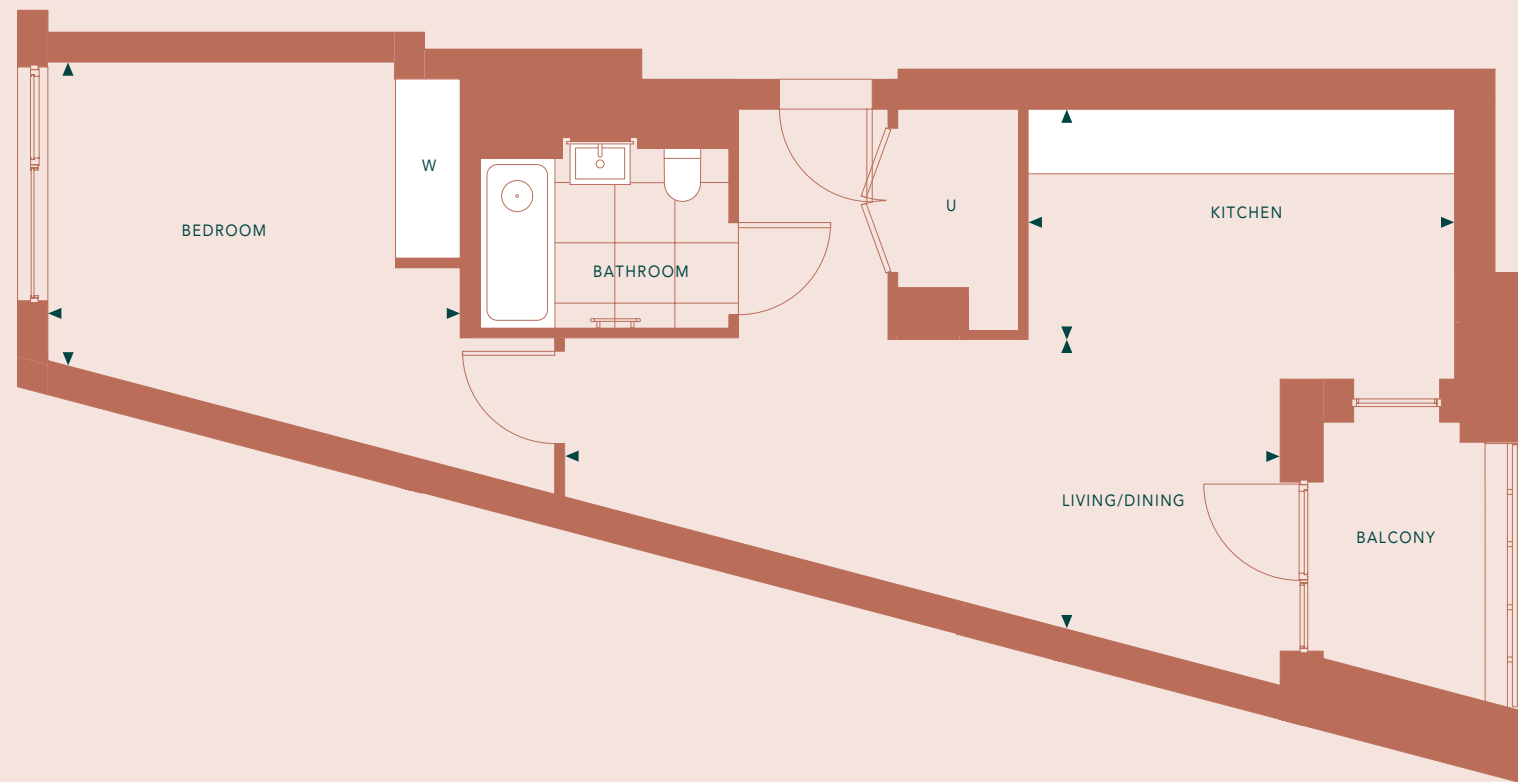 W
U
KITCHEN
BEDROOM
BATHROOM
LIVING/DINING
BALCONY